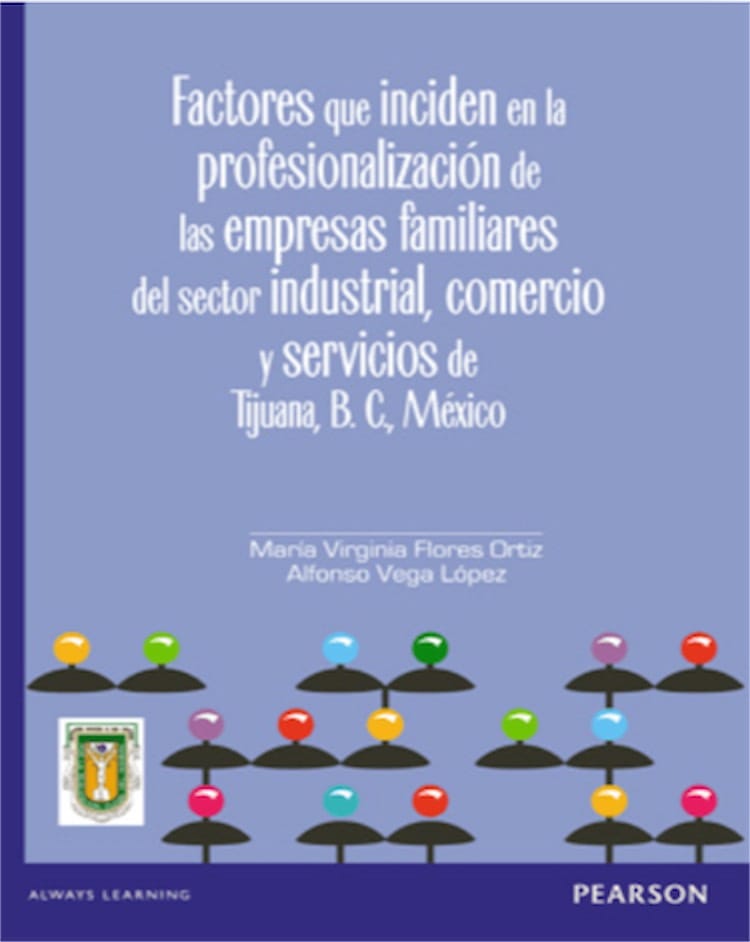 Factores que inciden en la
profesionalización de
las empresas familiares
del sector industrial, comercio
y servicios de
Tijuana, B. C., México
María Virginia Flores Ortiz
Alfonso Vega López
ALWAYS LEARNING
PEARSON